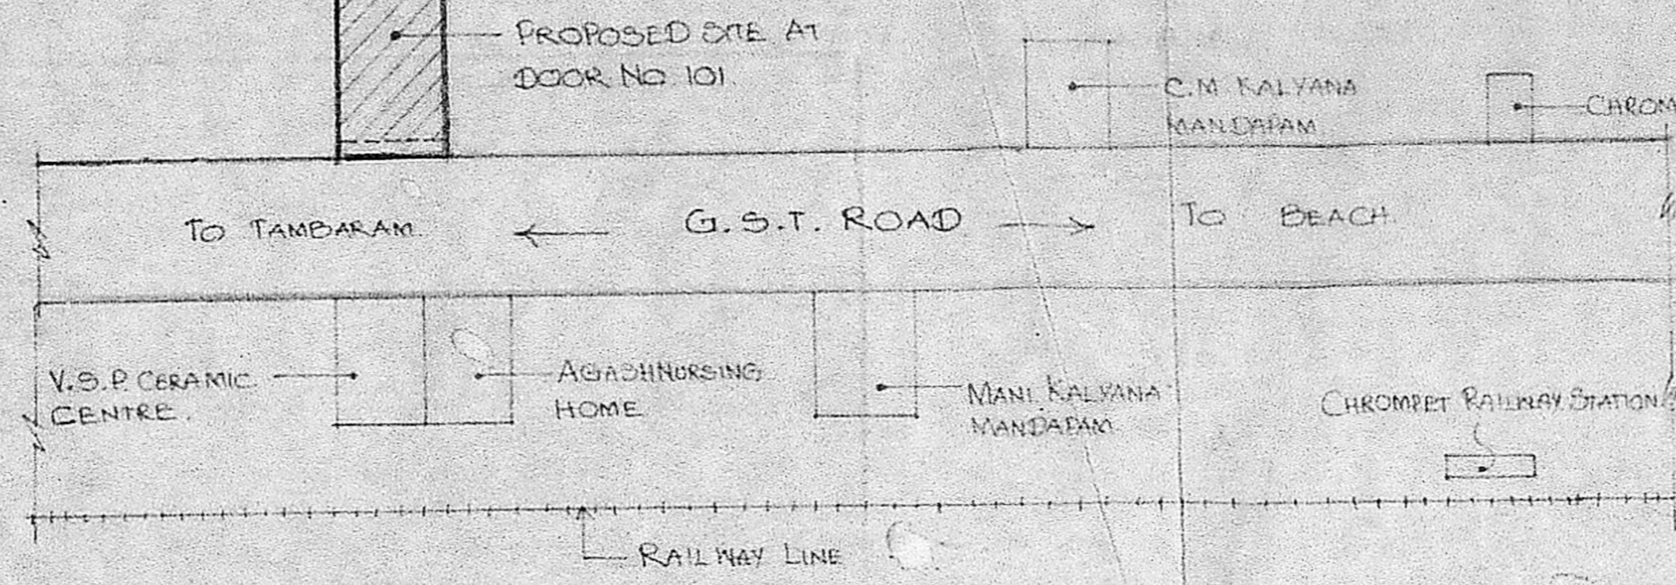 PROPOSED SITE AT
DOOR NO 101.
C.M KALYANA
MANDAPAM
CHROM
TO TAMBARAM
G.S.T. ROAD
TO BEACH
V.S.P. CERAMIC
CENTRE.
AGASH NURSING
HOME
MANI KALYANA
MANDAPAM
CHROMPET RAILWAY STATION
RAILWAY LINE